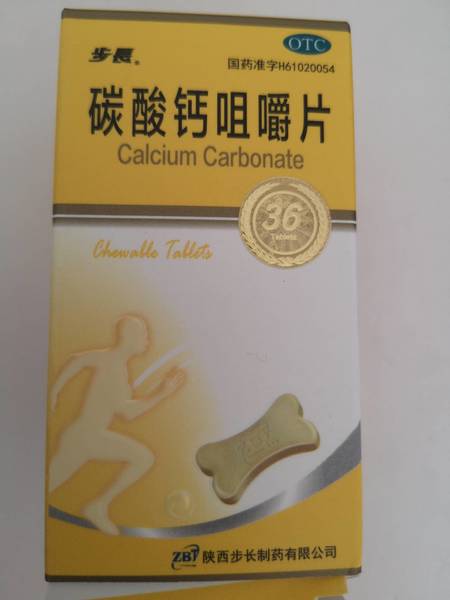 OTC
步長®
国药准字H61020054
碳酸钙咀嚼片
Calcium Carbonate
36
Tablets
Chewable Tablets
ZBT 陕西步长制药有限公司